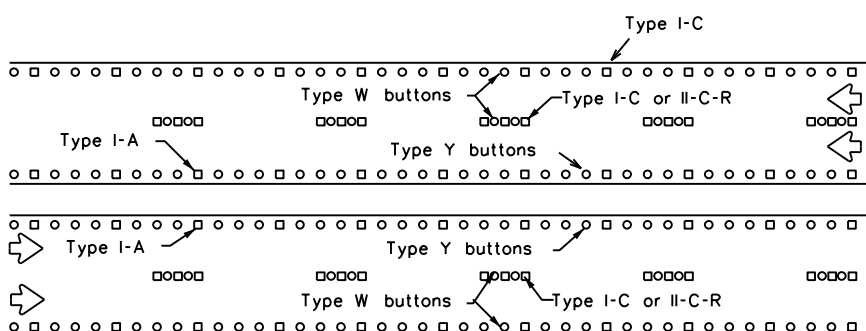 Type I-C
Type W buttons
Type I-C or II-C-R
Type I-A
Type Y buttons
Type I-A
Type Y buttons
Type W buttons
Type I-C or II-C-R